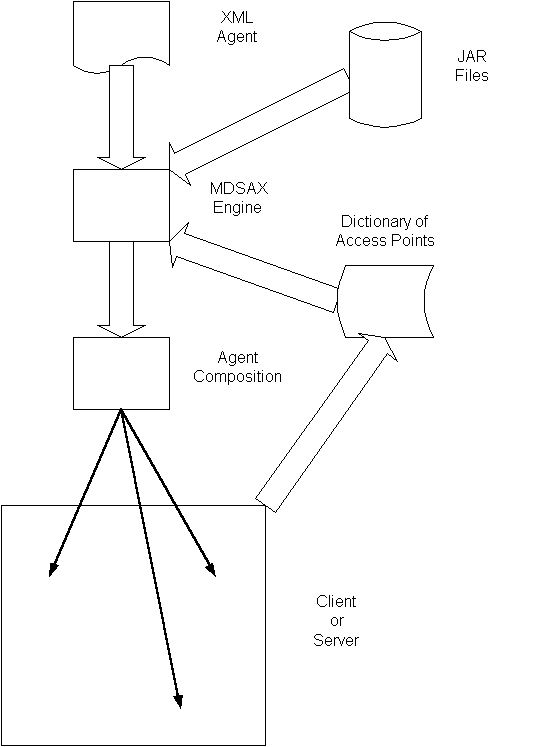 XML
Agent
JAR
Files
MDSAX
Engine
Dictionary of
Access Points
Agent
Composition
Client
or
Server